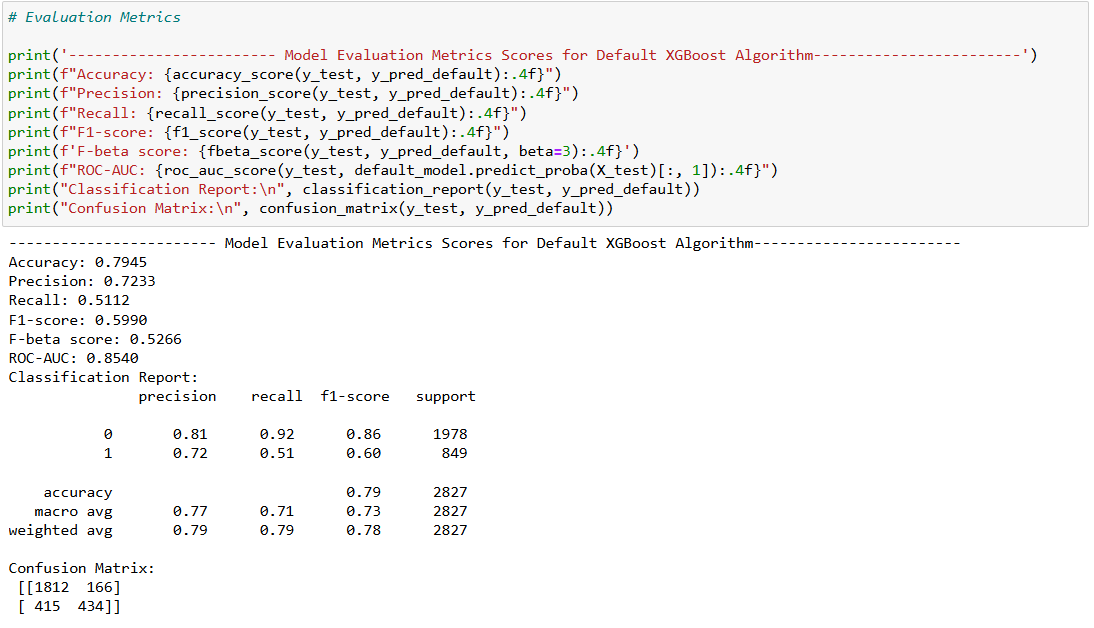 # Evaluation Metrics
print('------------------------ Model Evaluation Metrics Scores for Default XGBoost Algorithm------------------------')
print(f"Accuracy: {accuracy_score(y_test, y_pred_default):.4f}")
print(f"Precision: {precision_score(y_test, y_pred_default):.4f}")
print(f"Recall: {recall_score(y_test, y_pred_default):.4f}")
print(f"F1-score: {f1_score(y_test, y_pred_default):.4f}")
print(f'F-beta score: {fbeta_score(y_test, y_pred_default, beta=3):.4f}')
print(f"ROC-AUC: {roc_auc_score(y_test, default_model.predict_proba(X_test)[:, 1]):.4f}")
print("Classification Report:\n", classification_report(y_test, y_pred_default))
print("Confusion Matrix:\n", confusion_matrix(y_test, y_pred_default))
------------------------ Model Evaluation Metrics Scores for Default XGBoost Algorithm------------------------
Accuracy: 0.7945
Precision: 0.7233
Recall: 0.5112
F1-score: 0.5990
F-beta score: 0.5266
ROC-AUC: 0.8540
Classification Report:
precision    recall  f1-score   support
0       0.81      0.92      0.86      1978
1       0.72      0.51      0.60       849
accuracy                           0.79      2827
macro avg       0.77      0.71      0.73      2827
weighted avg       0.79      0.79      0.78      2827
Confusion Matrix:
[[1812  166]
[ 415  434]]